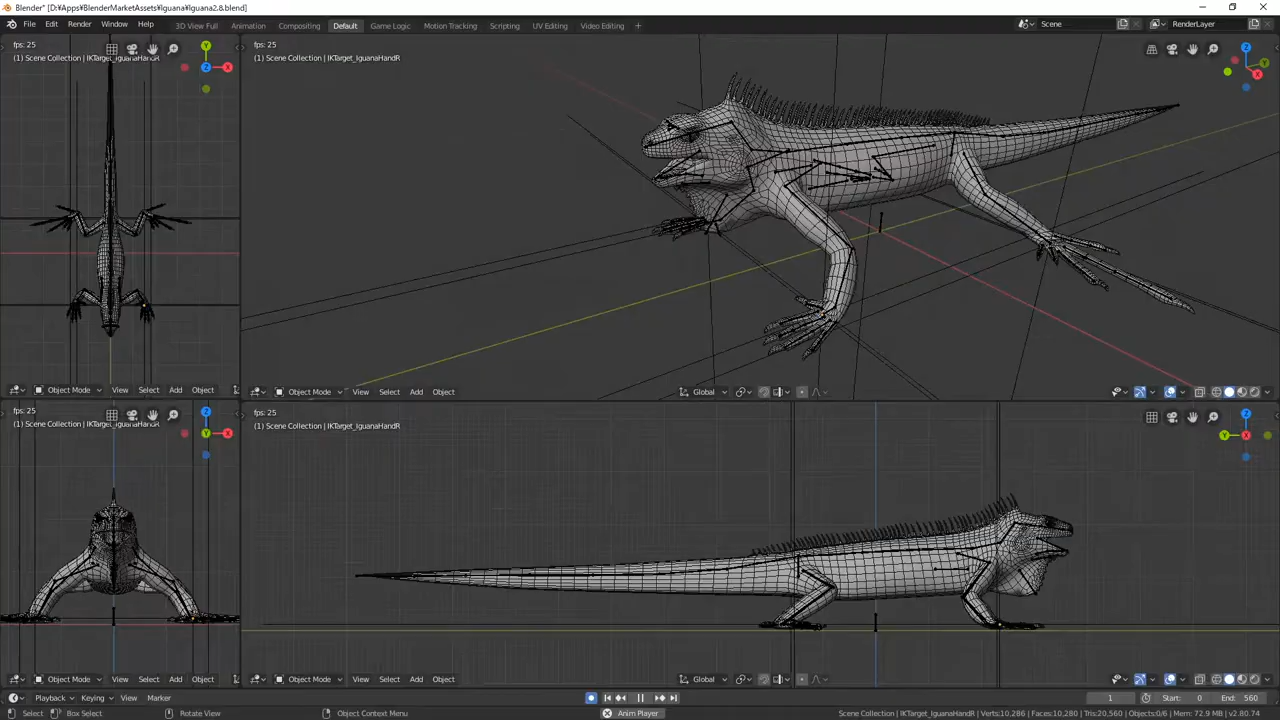 Blender* [D:¥Apps¥BlenderMarketAssets¥Iguana¥Iguana2.8.blend]
File Edit Render Window Help 3D View Full Animation Compositing Default Game Logic Motion Tracking Scripting UV Editing Video Editing + Scene RenderLayer
fps: 25
(1) Scene Collection | IKTarget_IguanaHandR
Y
Z
X
fps: 25
(1) Scene Collection | IKTarget_IguanaHandR
Z
Y
X
Object Mode View Select Add Object
Object Mode View Select Add Object Global
fps: 25
(1) Scene Collection | IKTarget_IguanaHandR
Z
Y
X
fps: 25
(1) Scene Collection | IKTarget_IguanaHandR
Z
Y
X
Object Mode View Select Add Object
Object Mode View Select Add Object Global
Playback Keying View Marker 1 Start: 0 End: 560
Select Box Select Rotate View Object Context Menu Anim Player Scene Collection | IKTarget_IguanaHandR | Verts:10,286 | Faces:10,280 | Tris:20,560 | Objects:0/6 | Mem: 72.9 MB | v2.80.74